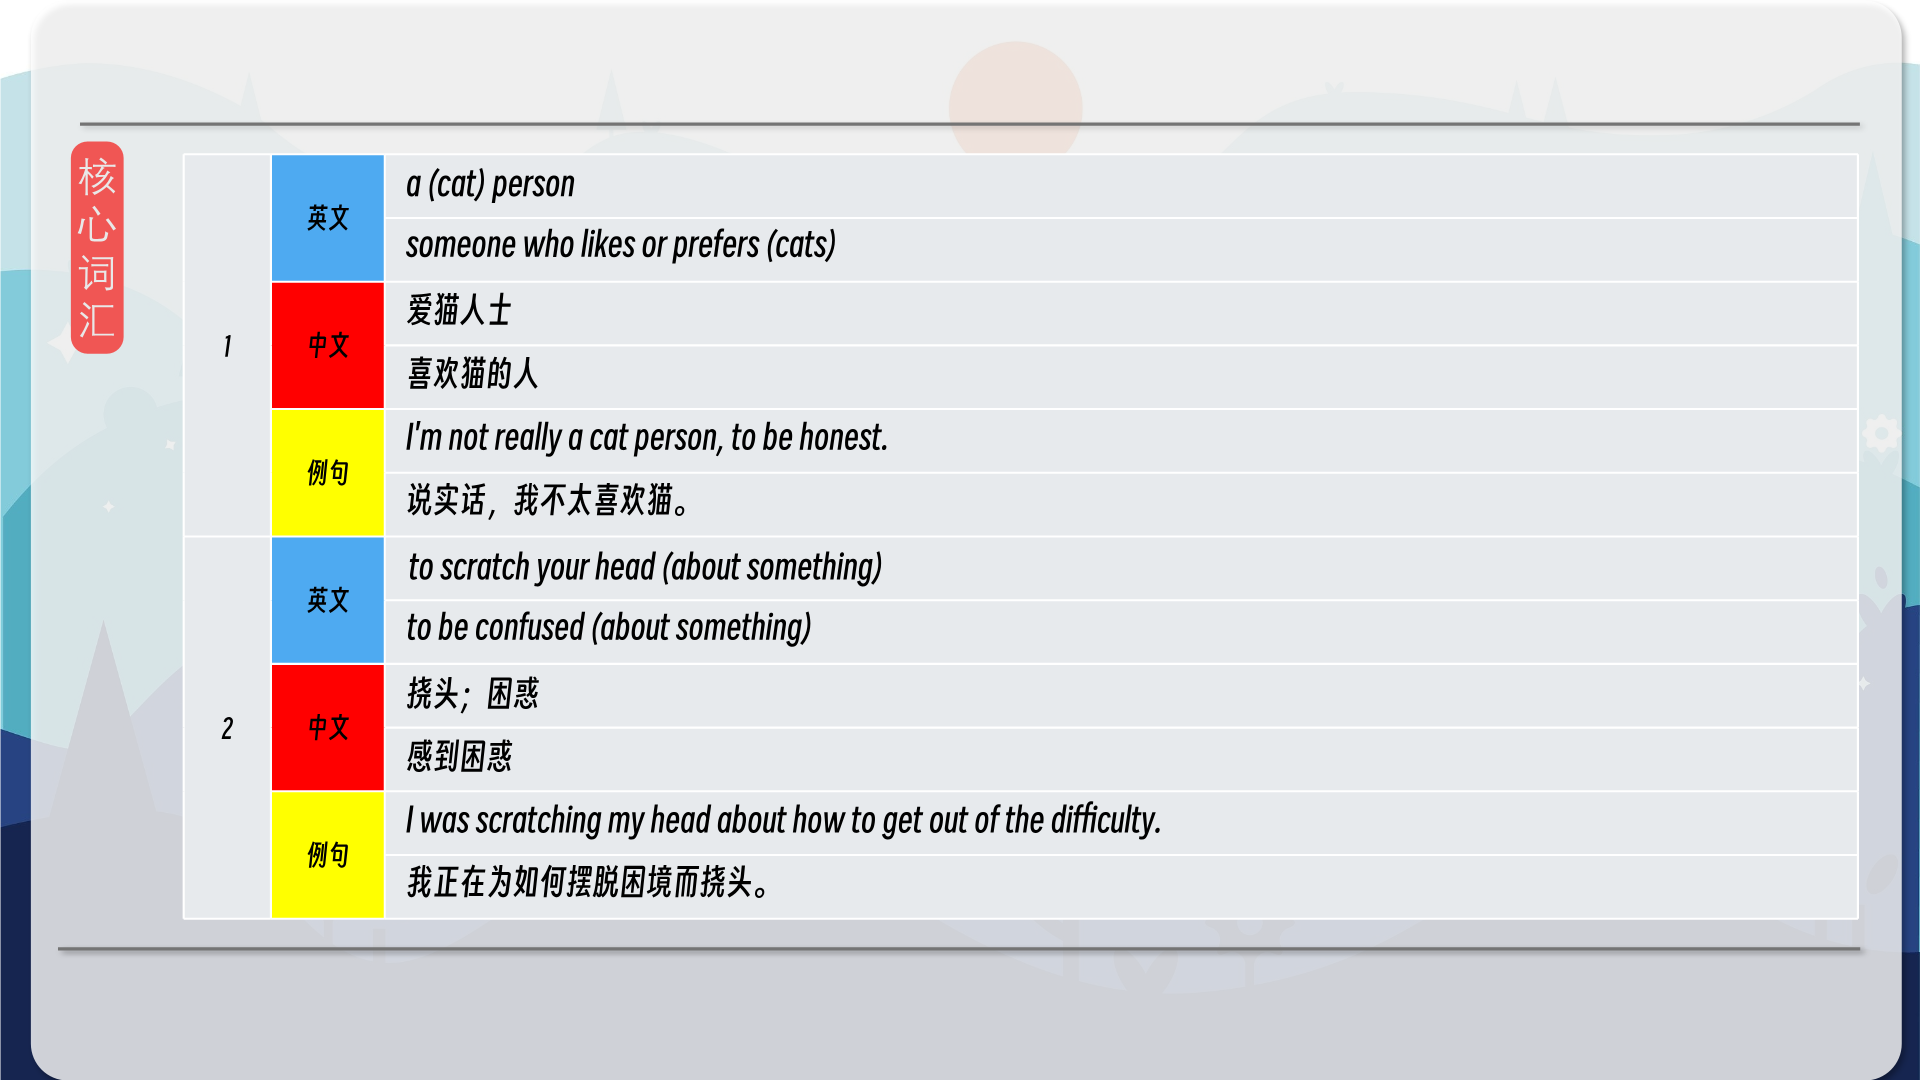 核心词汇
1
英文
a (cat) person
someone who likes or prefers (cats)
中文
爱猫人士
喜欢猫的人
例句
I'm not really a cat person, to be honest.
说实话，我不太喜欢猫。
2
英文
to scratch your head (about something)
to be confused (about something)
中文
挠头；困惑
感到困惑
例句
I was scratching my head about how to get out of the difficulty.
我正在为如何摆脱困境而挠头。